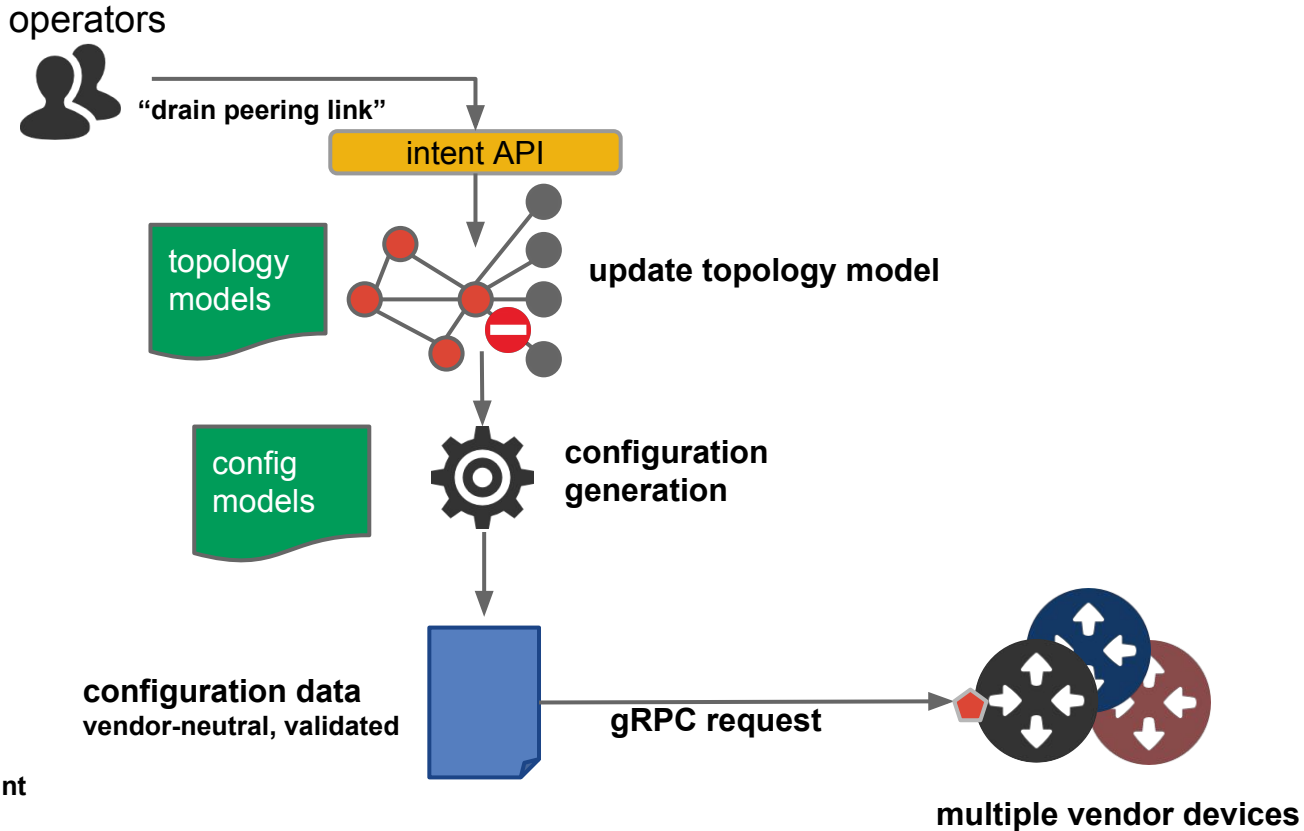 operators
“drain peering link”
intent API
topology
models
update topology model
config
models
configuration
generation
configuration data
vendor-neutral, validated
gRPC request
nt
multiple vendor devices